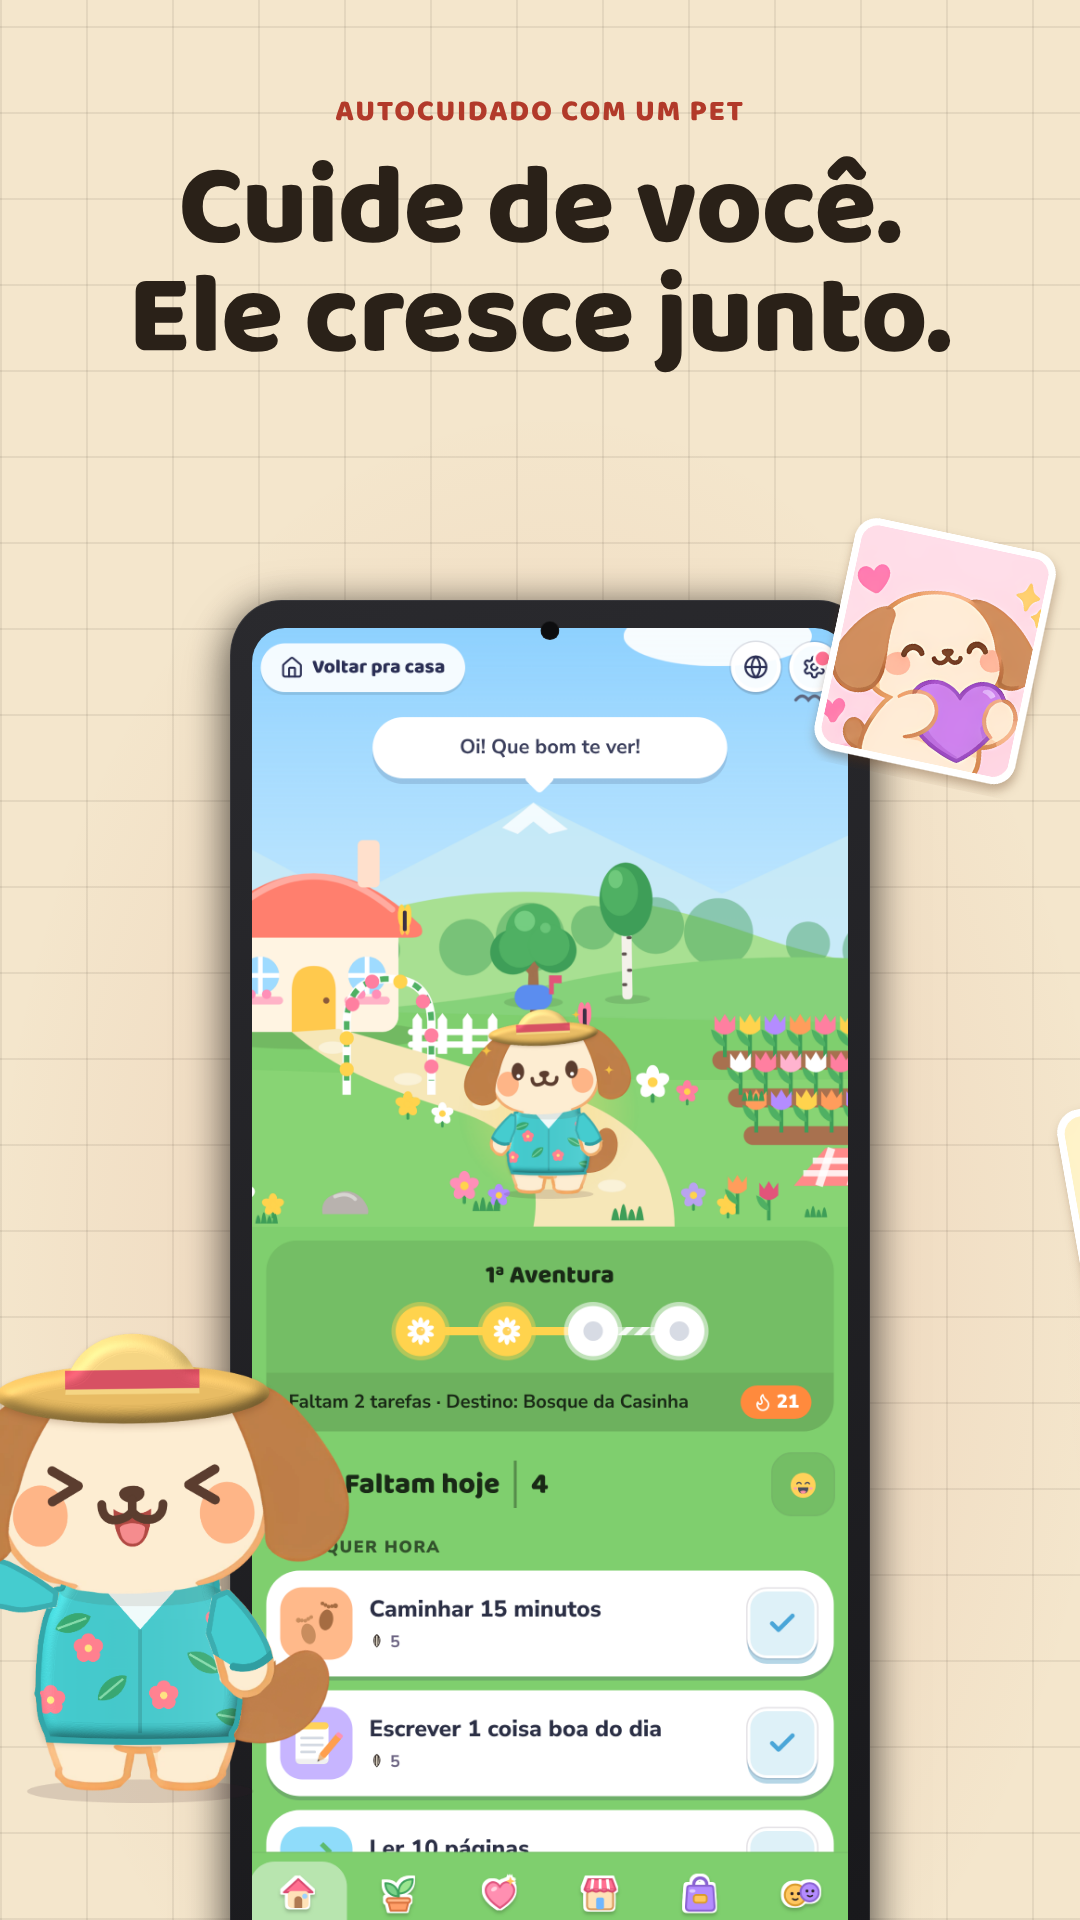 AUTOCUIDADO COM UM PET
Cuide de você.
Ele cresce junto.
Voltar pra casa
Oi! Que bom te ver!
1ª Aventura
Faltam 2 tarefas · Destino: Bosque da Casinha
21
Faltam hoje | 4
QUER HORA
Caminhar 15 minutos
5
Escrever 1 coisa boa do dia
5
Ler 10 páginas